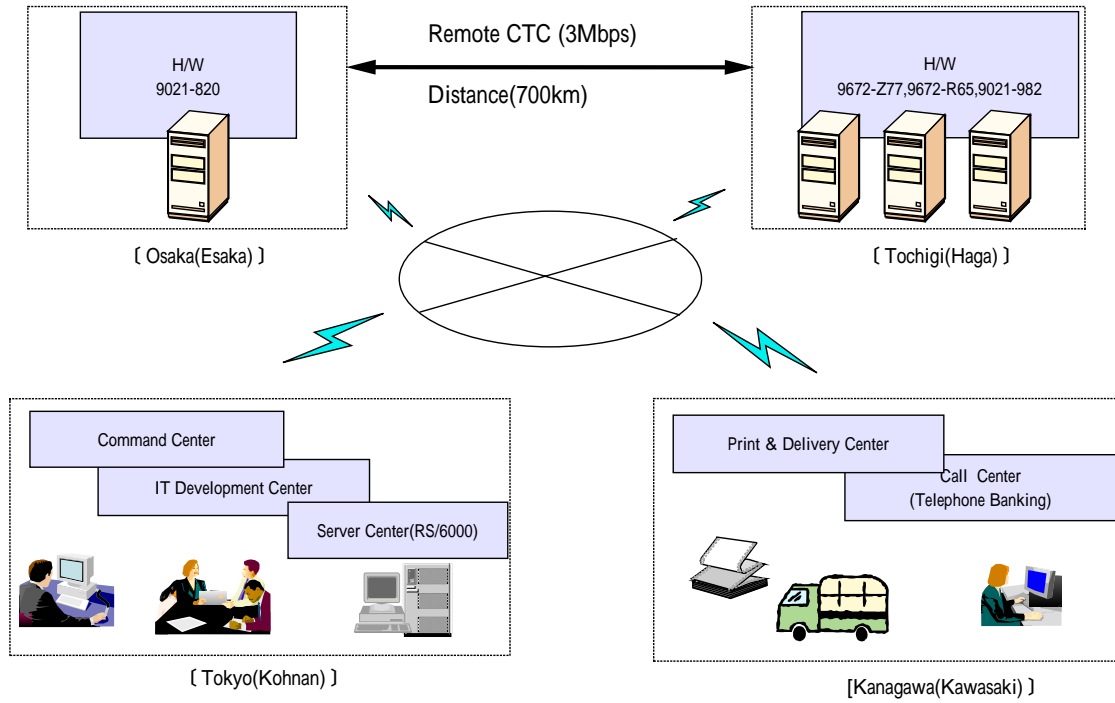 Remote CTC (3Mbps)
Distance(700km)
H/W
9021-820
〔 Osaka(Esaka) 〕
H/W
9672-Z77,9672-R65,9021-982
〔 Tochigi(Haga) 〕
Command Center
IT Development Center
Server Center(RS/6000)
〔 Tokyo(Kohnan) 〕
Print & Delivery Center
Call Center
(Telephone Banking)
[Kanagawa(Kawasaki) 〕